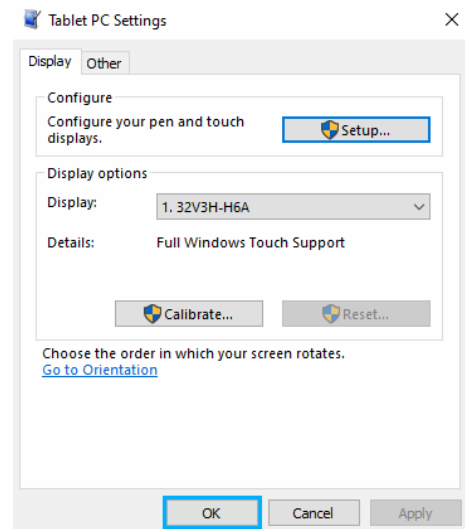 Tablet PC Settings
Display
Other
Configure
Configure your pen and touch
displays.
Setup...
Display options
Display:
1. 32V3H-H6A
Details:
Full Windows Touch Support
Calibrate...
Reset...
Choose the order in which your screen rotates.
Go to Orientation
OK
Cancel
Apply